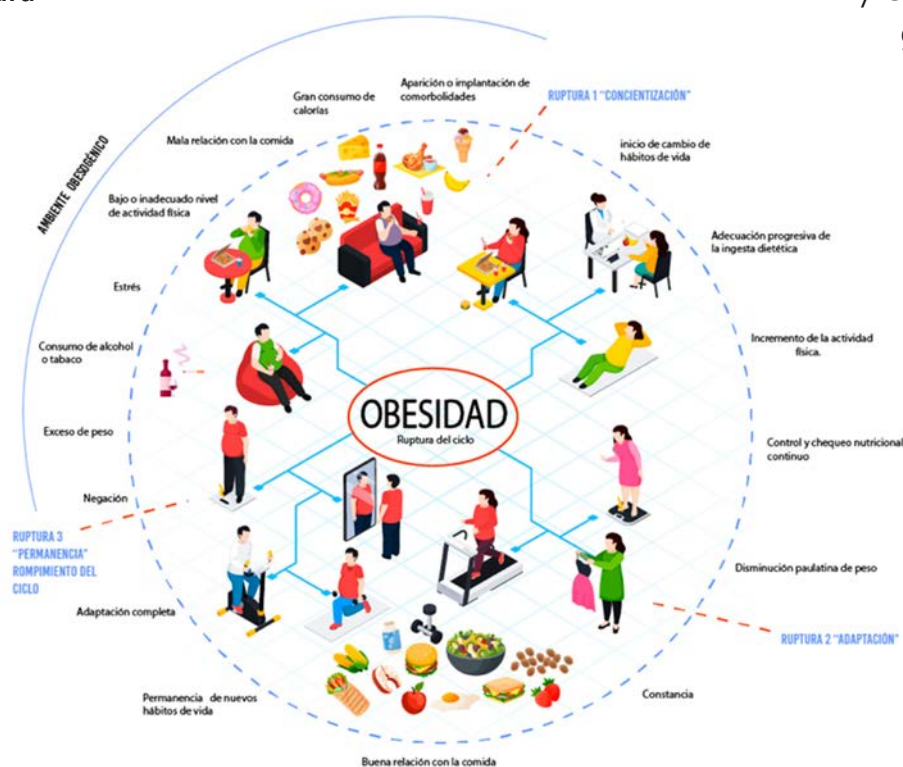 Aparición o implantación de
comorbolidades
Gran consumo de
calorías
RUPTURA 1 "CONCIENTIZACIÓN"
Mala relación con la comida
inicio de cambio de
hábitos de vida
AMBIENTE OBESOGÉNICO
Bajo o inadecuado nivel
de actividad física
Adecuación progresiva de
la ingesta dietética
Estrés
Consumo de alcohol
o tabaco
Incremento de la actividad
física.
OBESIDAD
Ruptura del ciclo
Exceso de peso
Control y chequeo nutricional
continuo
Negación
RUPTURA 3
"PERMANENCIA"
ROMPIMIENTO DEL
CICLO
Disminución paulatina de peso
Adaptación completa
RUPTURA 2 "ADAPTACIÓN"
Permanencia de nuevos
hábitos de vida
Constancia
Buena relación con la comida